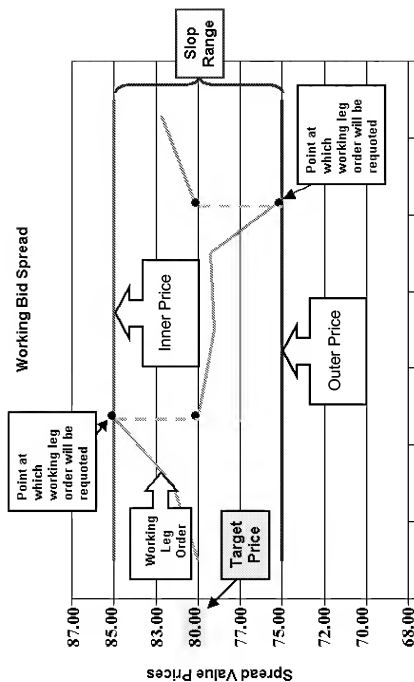 Working Bid Spread
Spread Value Prices
87.00
85.00
83.00
80.00
77.00
75.00
70.00
68.00
Point at
which
working leg
order will be
requoted
Working
Leg
Order
Target
Price
Inner Price
Outer Price
Slop
Range
Point at
which
working leg
order will be
requoted